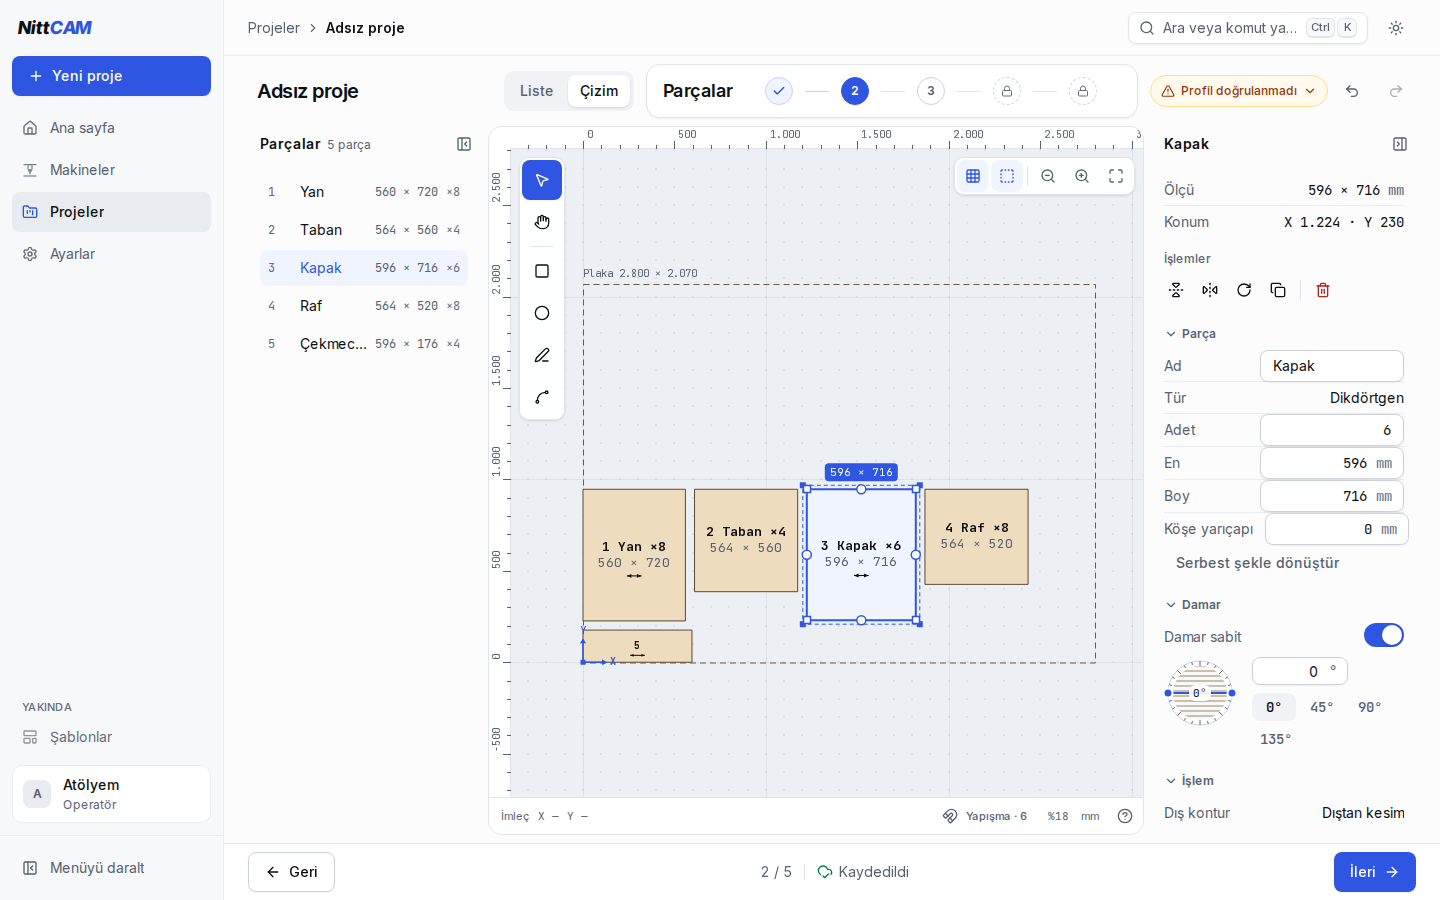 NittCAM
Yeni proje
Ana sayfa
Makineler
Projeler
Ayarlar
YAKINDA
Şablonlar
A
Atölyem
Operatör
Menüyü daralt
Projeler > Adsız proje
Ara veya komut ya... Ctrl K
Adsız proje
Liste Çizim
Parçalar 2 3
Profil doğrulanmadı
Parçalar 5 parça
1 Yan 560 × 720 ×8
2 Taban 564 × 560 ×4
3 Kapak 596 × 716 ×6
4 Raf 564 × 520 ×8
5 Çekmec... 596 × 176 ×4
0 500 1.000 1.500 2.000 2.500 3
2.500
2.000
1.500
1.000
500
0
-500
Plaka 2.800 × 2.070
596 × 716
1 Yan ×8
560 × 720
2 Taban ×4
564 × 560
3 Kapak ×6
596 × 716
4 Raf ×8
564 × 520
5
Y
X
İmleç X — Y —
Yapışma · 6 %18 mm
Kapak
Ölçü 596 × 716 mm
Konum X 1.224 · Y 230
İşlemler
Parça
Ad Kapak
Tür Dikdörtgen
Adet 6
En 596 mm
Boy 716 mm
Köşe yarıçapı 0 mm
Serbest şekle dönüştür
Damar
Damar sabit
0°
0 °
0° 45° 90°
135°
İşlem
Dış kontur Dıştan kesim
Geri
2 / 5 Kaydedildi
İleri